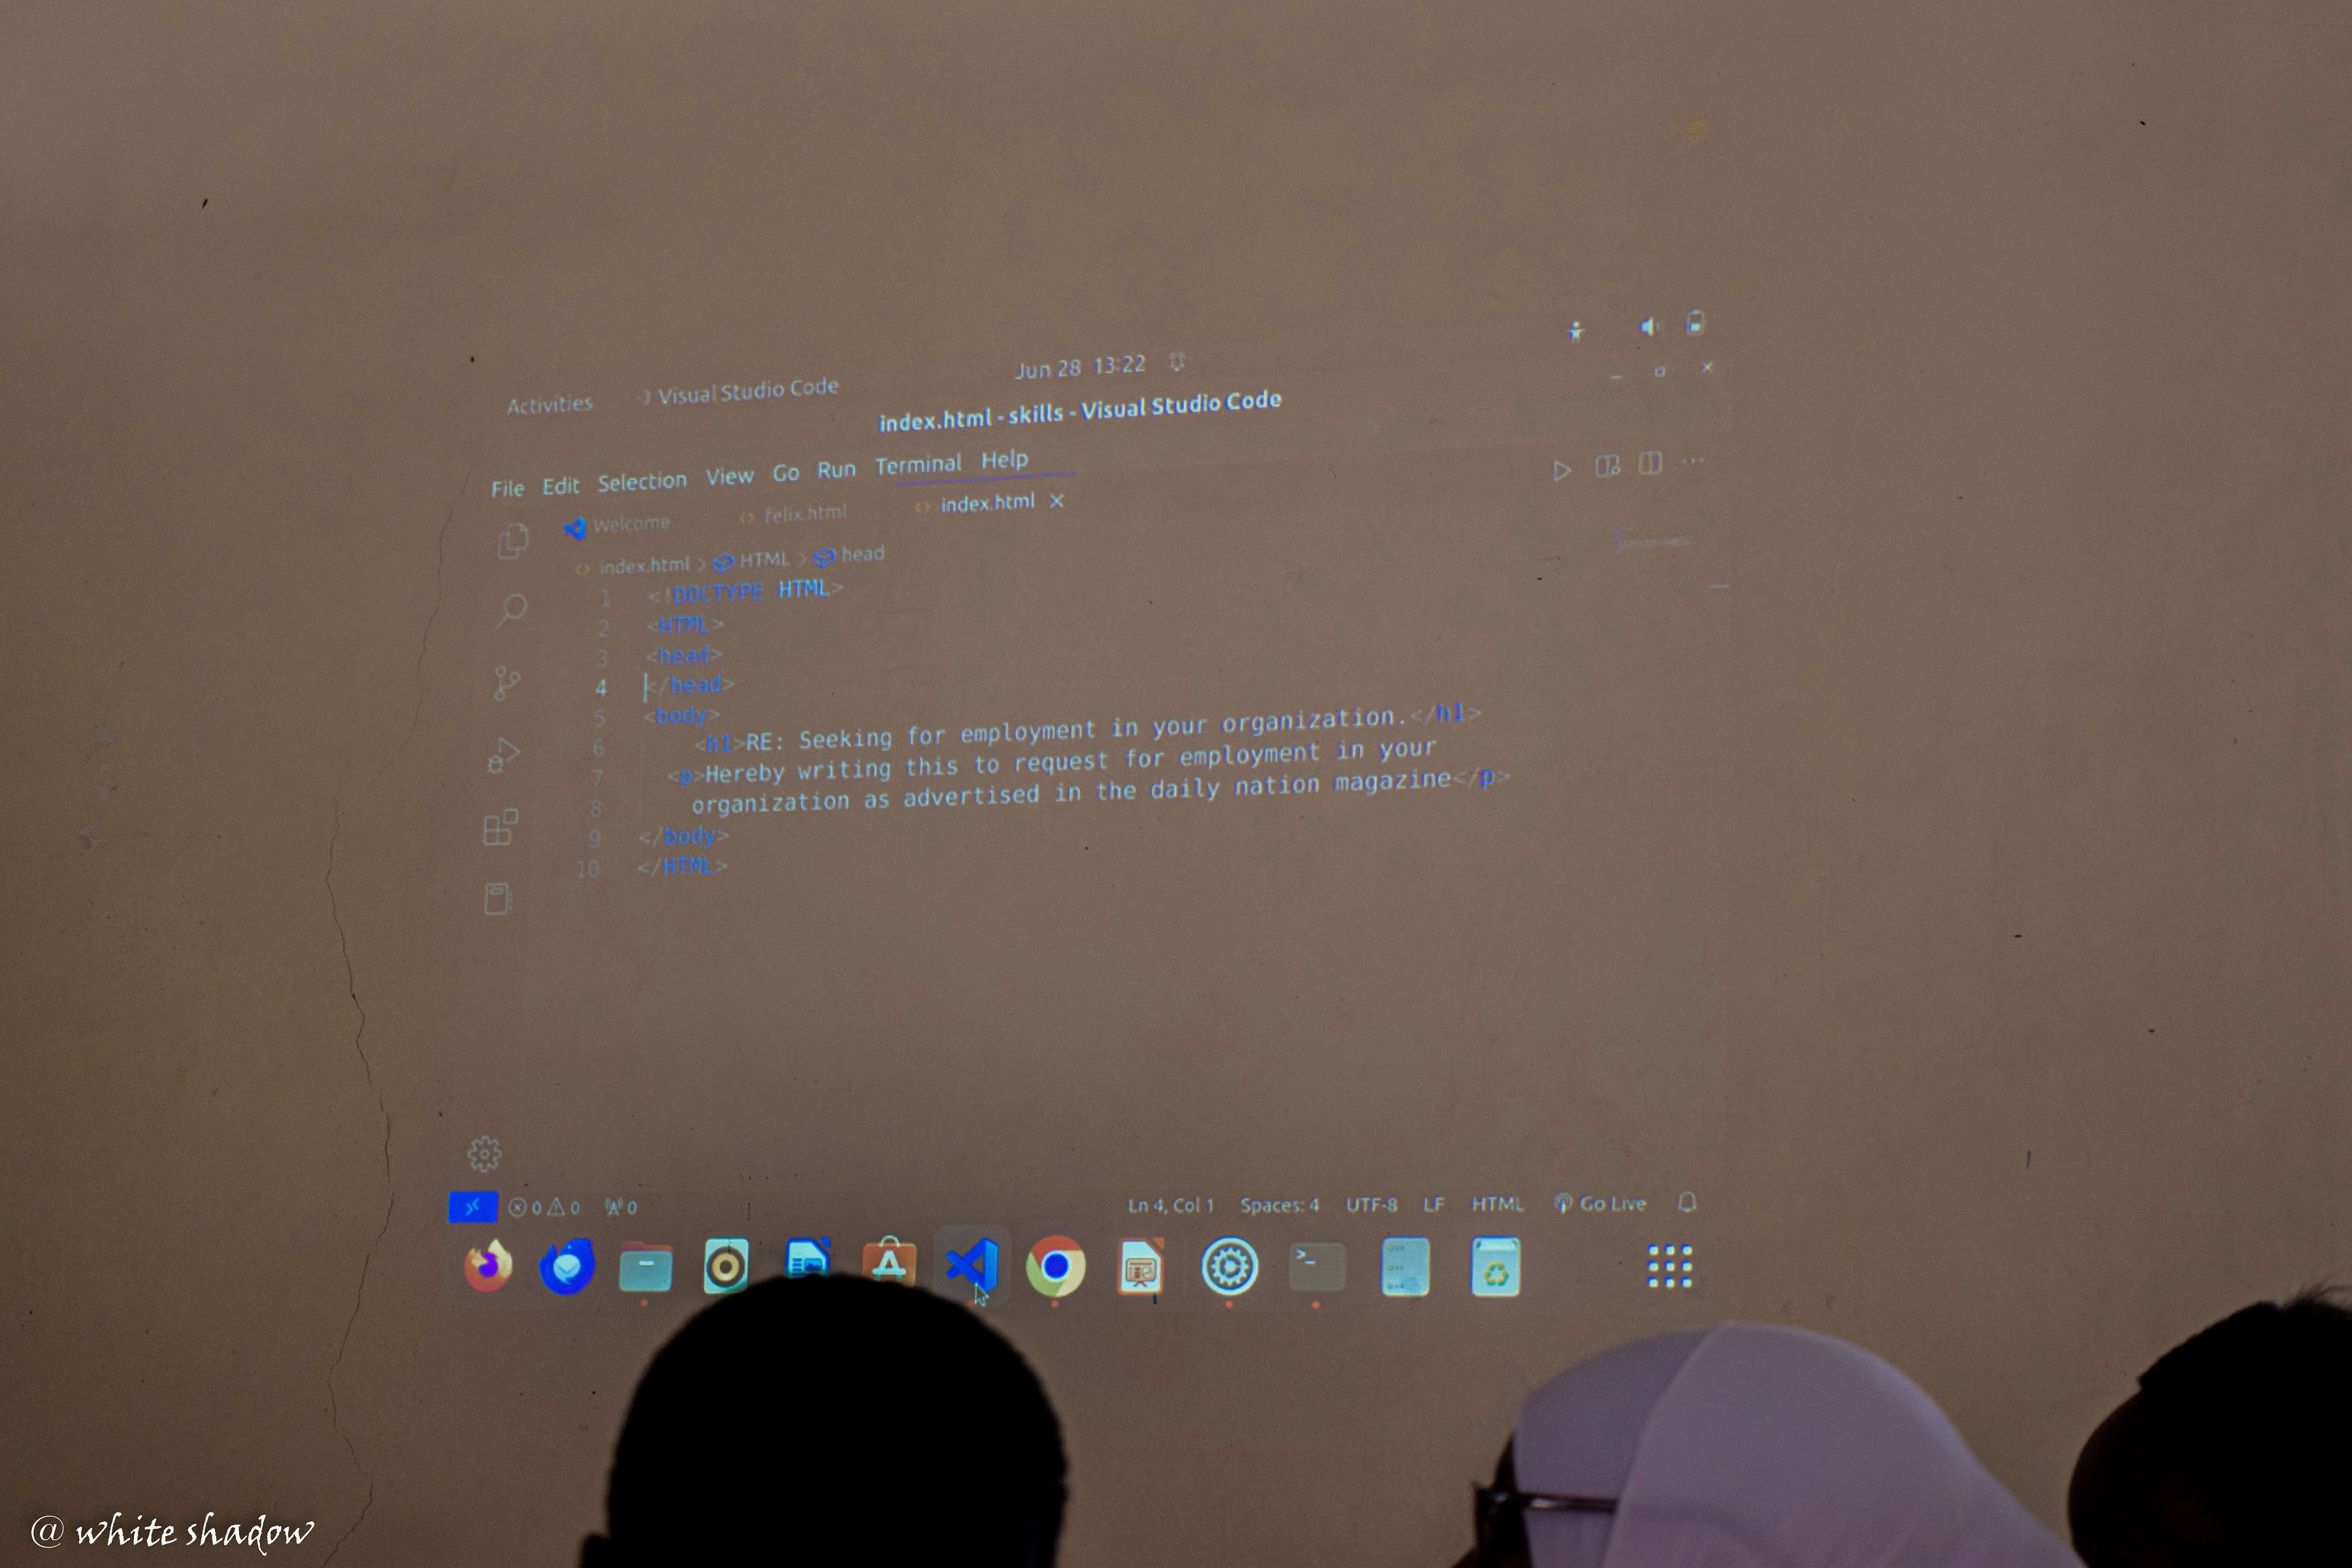 Jun 28 13:22
Activities Visual Studio Code
index.html - skills - Visual Studio Code
File Edit Selection View Go Run Terminal Help
Welcome felix.html index.html
index.html > HTML > head
1 <!DOCTYPE HTML>
2 <HTML>
3 <head>
4 </head>
5 <body>
6 <h1>RE: Seeking for employment in your organization.</h1>
7 <p>Hereby writing this to request for employment in your
8 organization as advertised in the daily nation magazine</p>
9 </body>
10 </HTML>
0 0 0 Ln 4, Col 1 Spaces: 4 UTF-8 LF HTML Go Live
@ white shadow